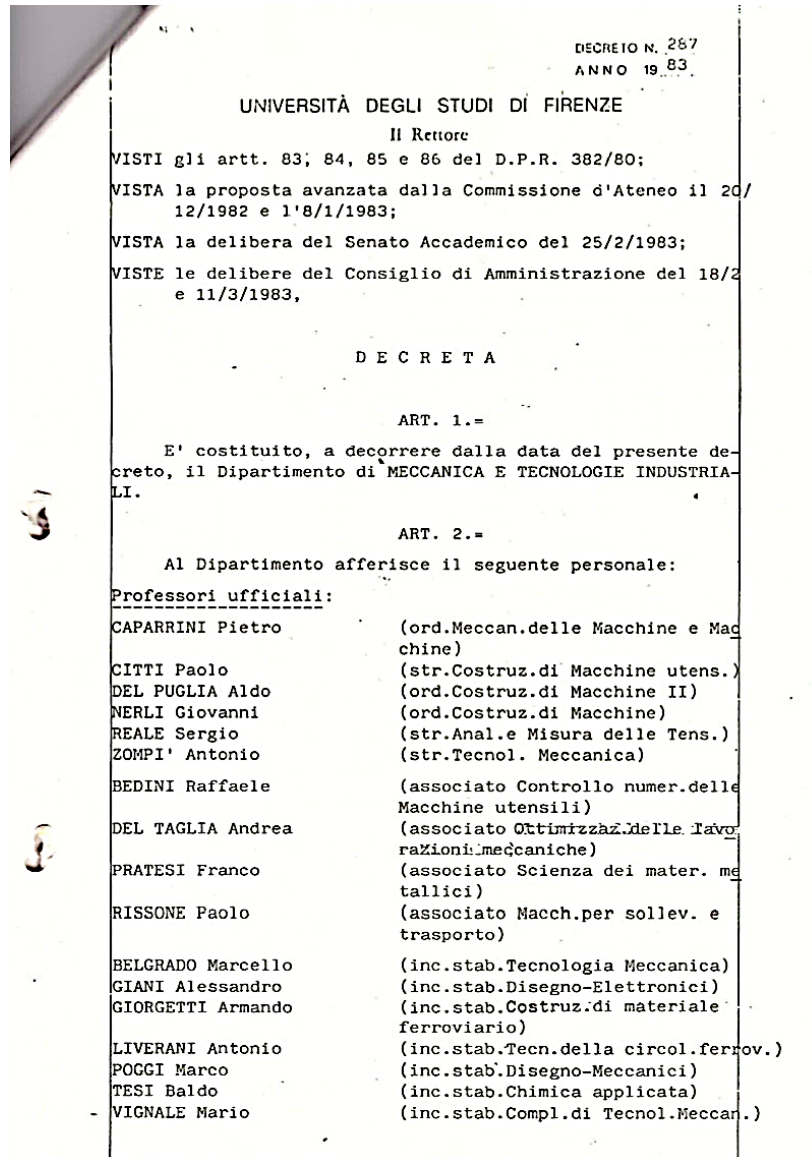 DECRETO N. 287
ANNO 1983
UNIVERSITÀ DEGLI STUDI DI FIRENZE
Il Rettore
VISTI gli artt. 83, 84, 85 e 86 del D.P.R. 382/80;
VISTA la proposta avanzata dalla Commissione d'Ateneo il 20/
12/1982 e l'8/1/1983;
VISTA la delibera del Senato Accademico del 25/2/1983;
VISTE le delibere del Consiglio di Amministrazione del 18/2
e 11/3/1983,
D E C R E T A
ART. 1.=
E' costituito, a decorrere dalla data del presente de-
creto, il Dipartimento di MECCANICA E TECNOLOGIE INDUSTRIA-
LI.
ART. 2.=
Al Dipartimento afferisce il seguente personale:
Professori ufficiali:
CAPARRINI Pietro (ord.Meccan.delle Macchine e Mac
chine)
CITTI Paolo (str.Costruz.di Macchine utens.)
DEL PUGLIA Aldo (ord.Costruz.di Macchine II)
NERLI Giovanni (ord.Costruz.di Macchine)
REALE Sergio (str.Anal.e Misura delle Tens.)
ZOMPI' Antonio (str.Tecnol. Meccanica)
BEDINI Raffaele (associato Controllo numer.delle
Macchine utensili)
DEL TAGLIA Andrea (associato Ottimizzaz.delle lavo
razioni meccaniche)
PRATESI Franco (associato Scienza dei mater. me
tallici)
RISSONE Paolo (associato Macch.per sollev. e
trasporto)
BELGRADO Marcello (inc.stab.Tecnologia Meccanica)
GIANI Alessandro (inc.stab.Disegno-Elettronici)
GIORGETTI Armando (inc.stab.Costruz.di materiale
ferroviario)
LIVERANI Antonio (inc.stab.Tecn.della circol.ferrov.)
POGGI Marco (inc.stab.Disegno-Meccanici)
TESI Baldo (inc.stab.Chimica applicata)
VIGNALE Mario (inc.stab.Compl.di Tecnol.Meccan.)